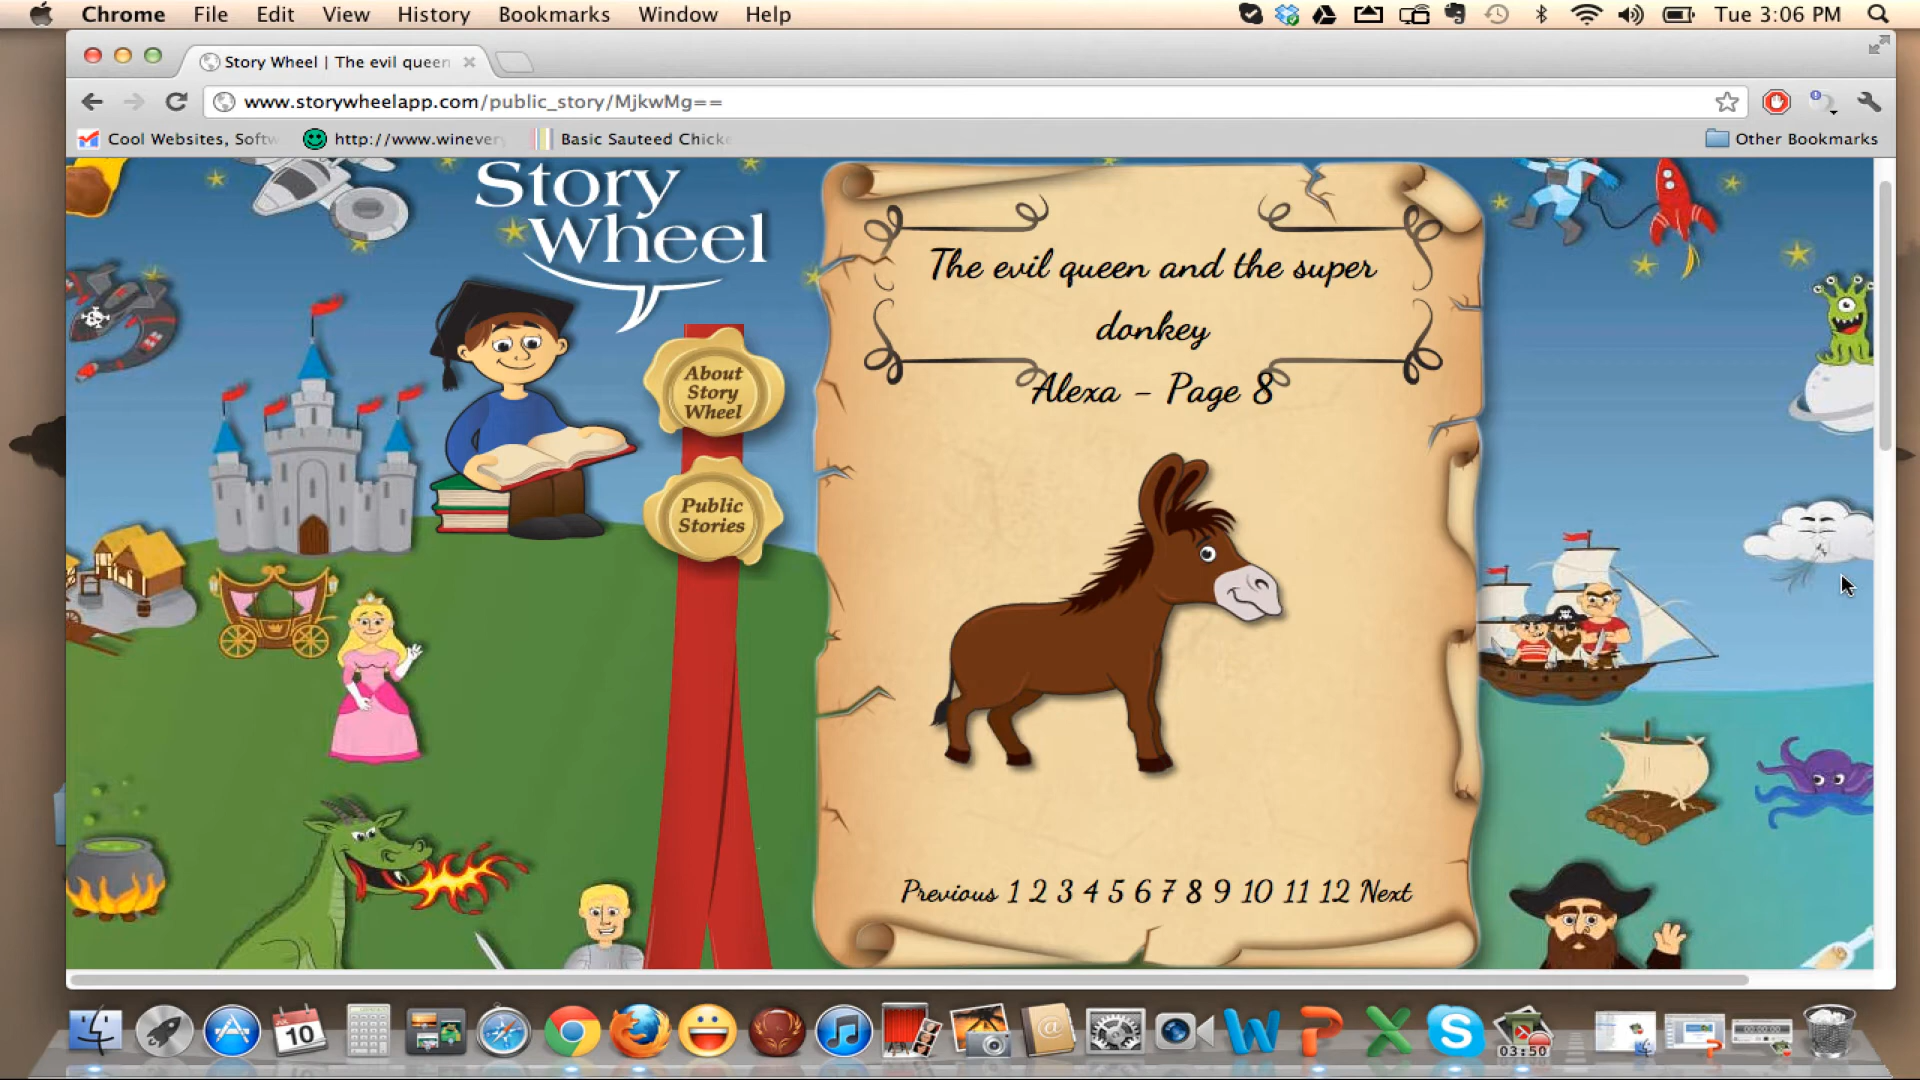 Chrome File Edit View History Bookmarks Window Help Tue 3:06 PM
Story Wheel | The evil queen
www.storywheelapp.com/public_story/MjkwMg==
Cool Websites, Softw http://www.winevery Basic Sauteed Chicke Other Bookmarks
Story
Wheel
The evil queen and the super
donkey
Alexa - Page 8
About
Story
Wheel
Public
Stories
Previous 1 2 3 4 5 6 7 8 9 10 11 12 Next
10
03:50